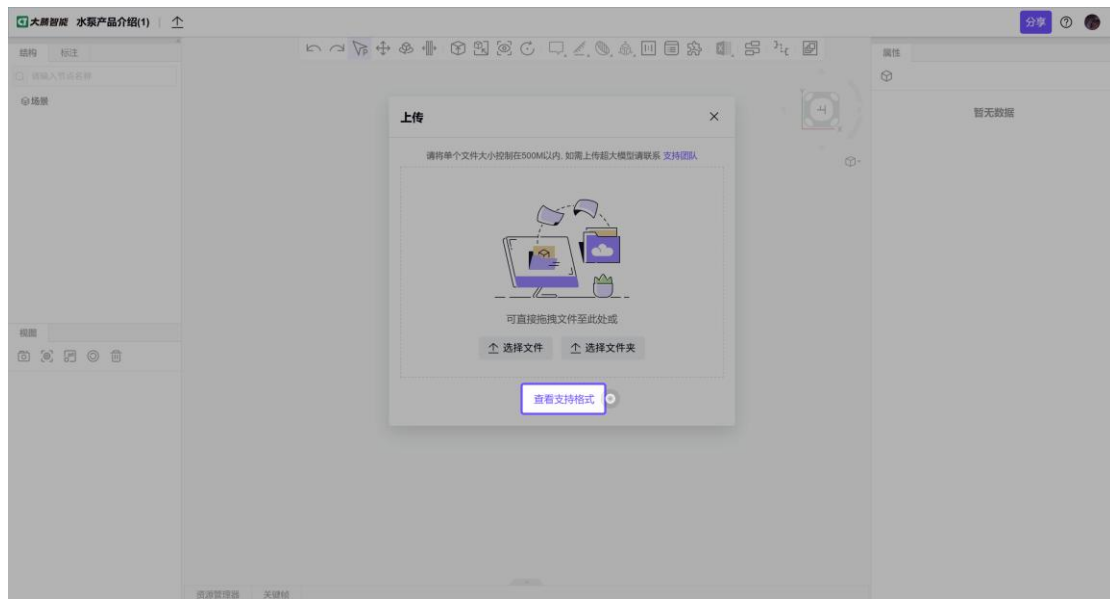 大鹏智能 水泵产品介绍(1)
分享
结构 标注
请输入节点名称
场景
属性
暂无数据
上传
请将单个文件大小控制在500M以内, 如需上传超大模型请联系 支持团队
可直接拖拽文件至此处或
选择文件 选择文件夹
查看支持格式
视图
资源管理器 关键帧